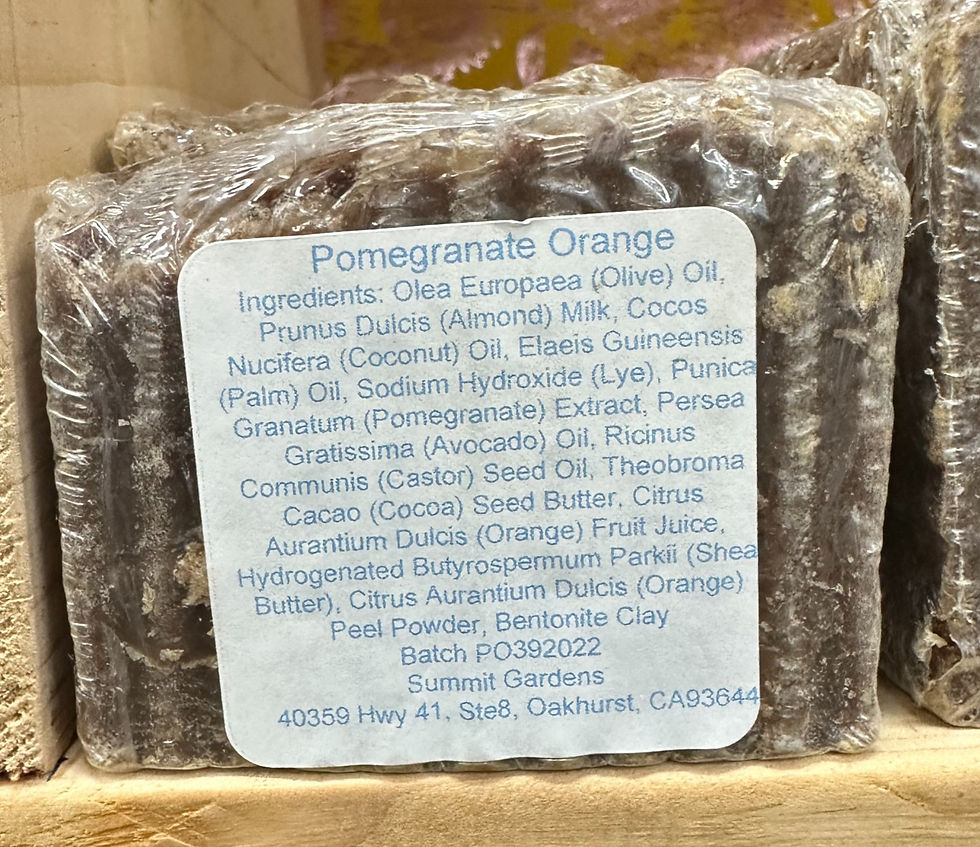 Pomegranate Orange
Ingredients: Olea Europaea (Olive) Oil,
Prunus Dulcis (Almond) Milk, Cocos
Nucifera (Coconut) Oil, Elaeis Guineensis
(Palm) Oil, Sodium Hydroxide (Lye), Punica
Granatum (Pomegranate) Extract, Persea
Gratissima (Avocado) Oil, Ricinus
Communis (Castor) Seed Oil, Theobroma
Cacao (Cocoa) Seed Butter, Citrus
Aurantium Dulcis (Orange) Fruit Juice,
Hydrogenated Butyrospermum Parkii (Shea
Butter), Citrus Aurantium Dulcis (Orange)
Peel Powder, Bentonite Clay
Batch PO392022
Summit Gardens
40359 Hwy 41, Ste8, Oakhurst, CA93644